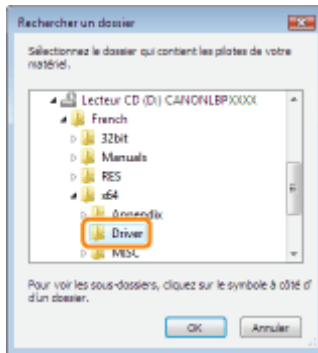 Rechercher un dossier
Sélectionnez le dossier qui contient les pilotes de votre
matériel.
Lecteur CD (D:) CANONLBPXXXX
French
32bit
Manuals
RES
x64
Appendix
Driver
MISC
Pour voir les sous-dossiers, cliquez sur le symbole à côté d'
d'un dossier.
OK
Annuler